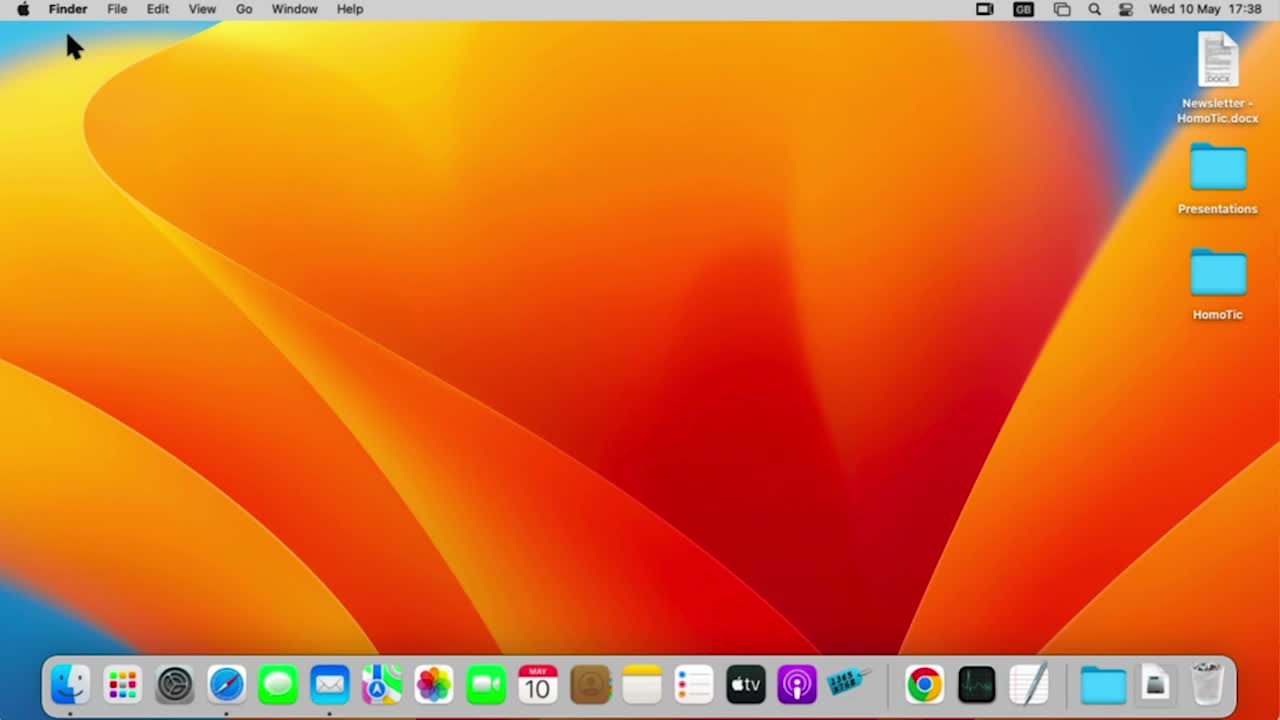 Finder File Edit View Go Window Help GB Wed 10 May 17:38
.DOCX
Newsletter -
HomoTic.docx
Presentations
HomoTic
MAY
10
tv
1365